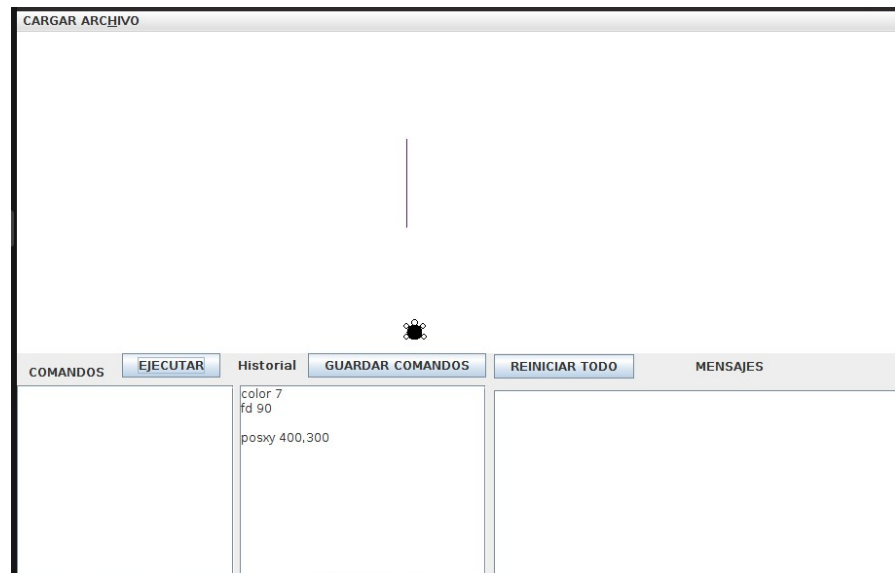 CARGAR ARCHIVO
COMANDOS
EJECUTAR
Historial
GUARDAR COMANDOS
REINICIAR TODO
MENSAJES
color 7
fd 90
posxy 400,300